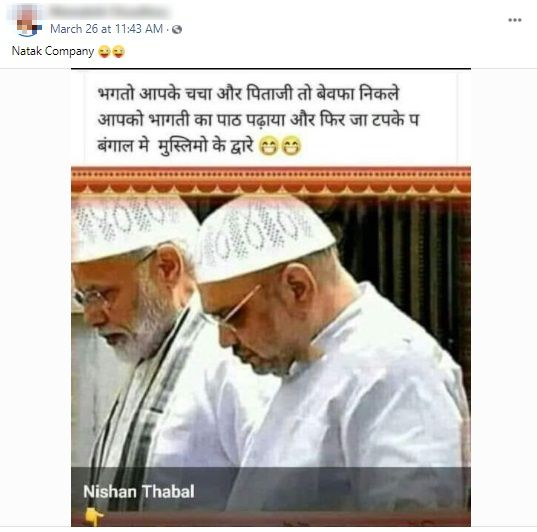 March 26 at 11:43 AM ·
Natak Company 😜😜
भगतो आपके चचा और पिताजी तो बेवफा निकले
आपको भागती का पाठ पढ़ाया और फिर जा टपके प
बंगाल मे मुस्लिमो के द्वारे 😁😁
Nishan Thabal
👇